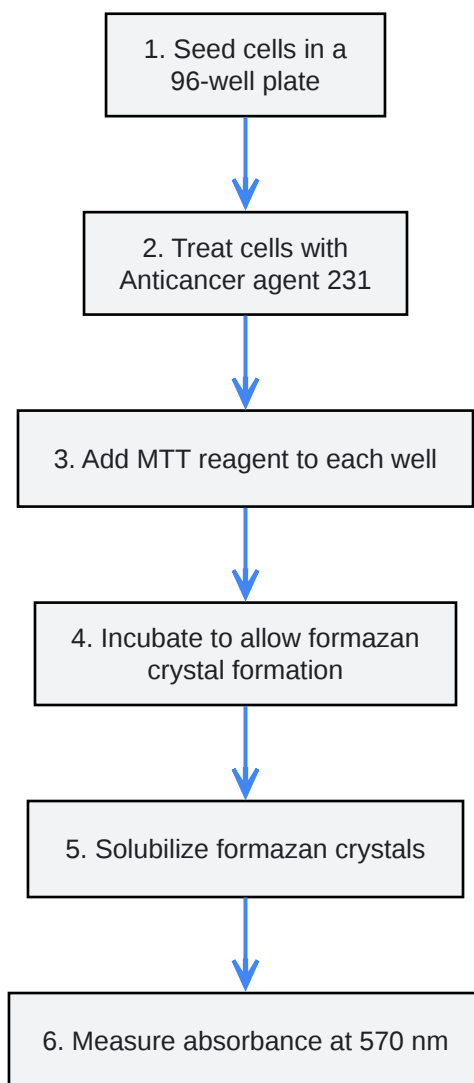 1. Seed cells in a
96-well plate
2. Treat cells with
Anticancer agent 231
3. Add MTT reagent to each well
4. Incubate to allow formazan
crystal formation
5. Solubilize formazan crystals
6. Measure absorbance at 570 nm